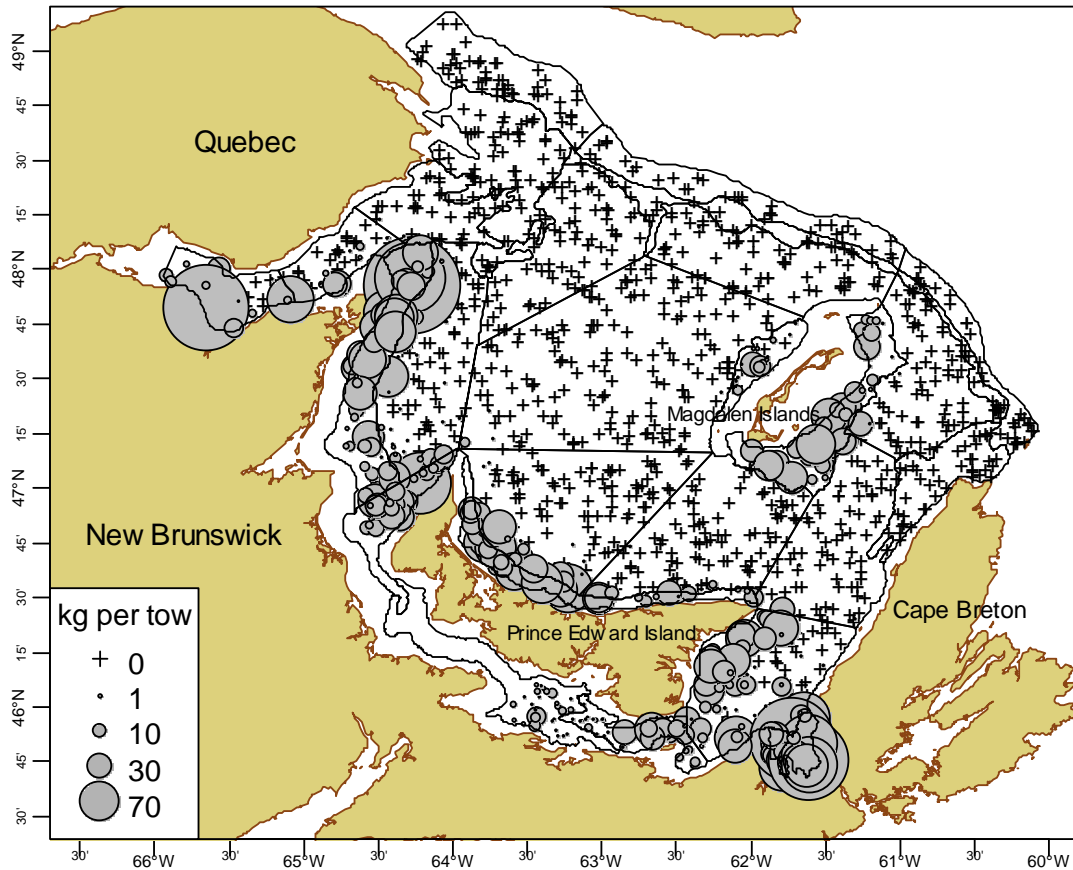 49°N
45'
30'
15'
48°N
45'
30'
15'
47°N
45'
30'
15'
46°N
45'
30'
Quebec
Magdalen Islands
New Brunswick
Cape Breton
Prince Edward Island
kg per tow
0
1
10
30
70
30' 66°W 30' 65°W 30' 64°W 30' 63°W 30' 62°W 30' 61°W 30' 60°W